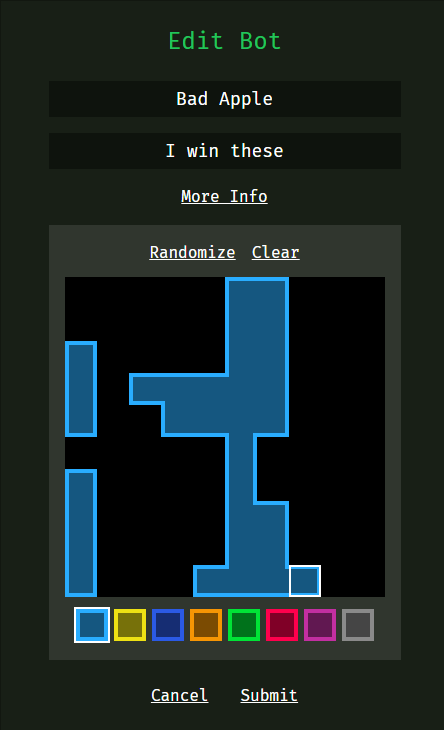 Edit Bot
Bad Apple
I win these
More Info
Randomize Clear
Cancel Submit